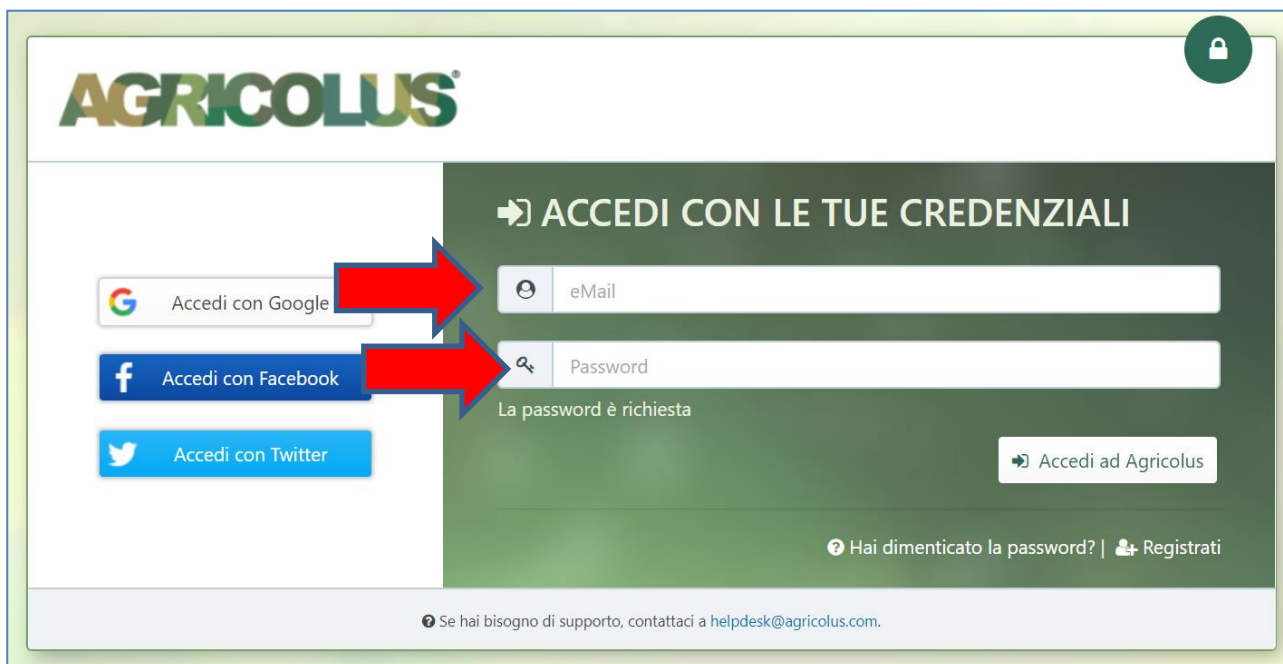 AGRICOLUS®
ACCEDI CON LE TUE CREDENZIALI
Accedi con Google
eMail
Accedi con Facebook
Password
La password è richiesta
Accedi con Twitter
Accedi ad Agricolus
Hai dimenticato la password? | Registrati
Se hai bisogno di supporto, contattaci a helpdesk@agricolus.com.